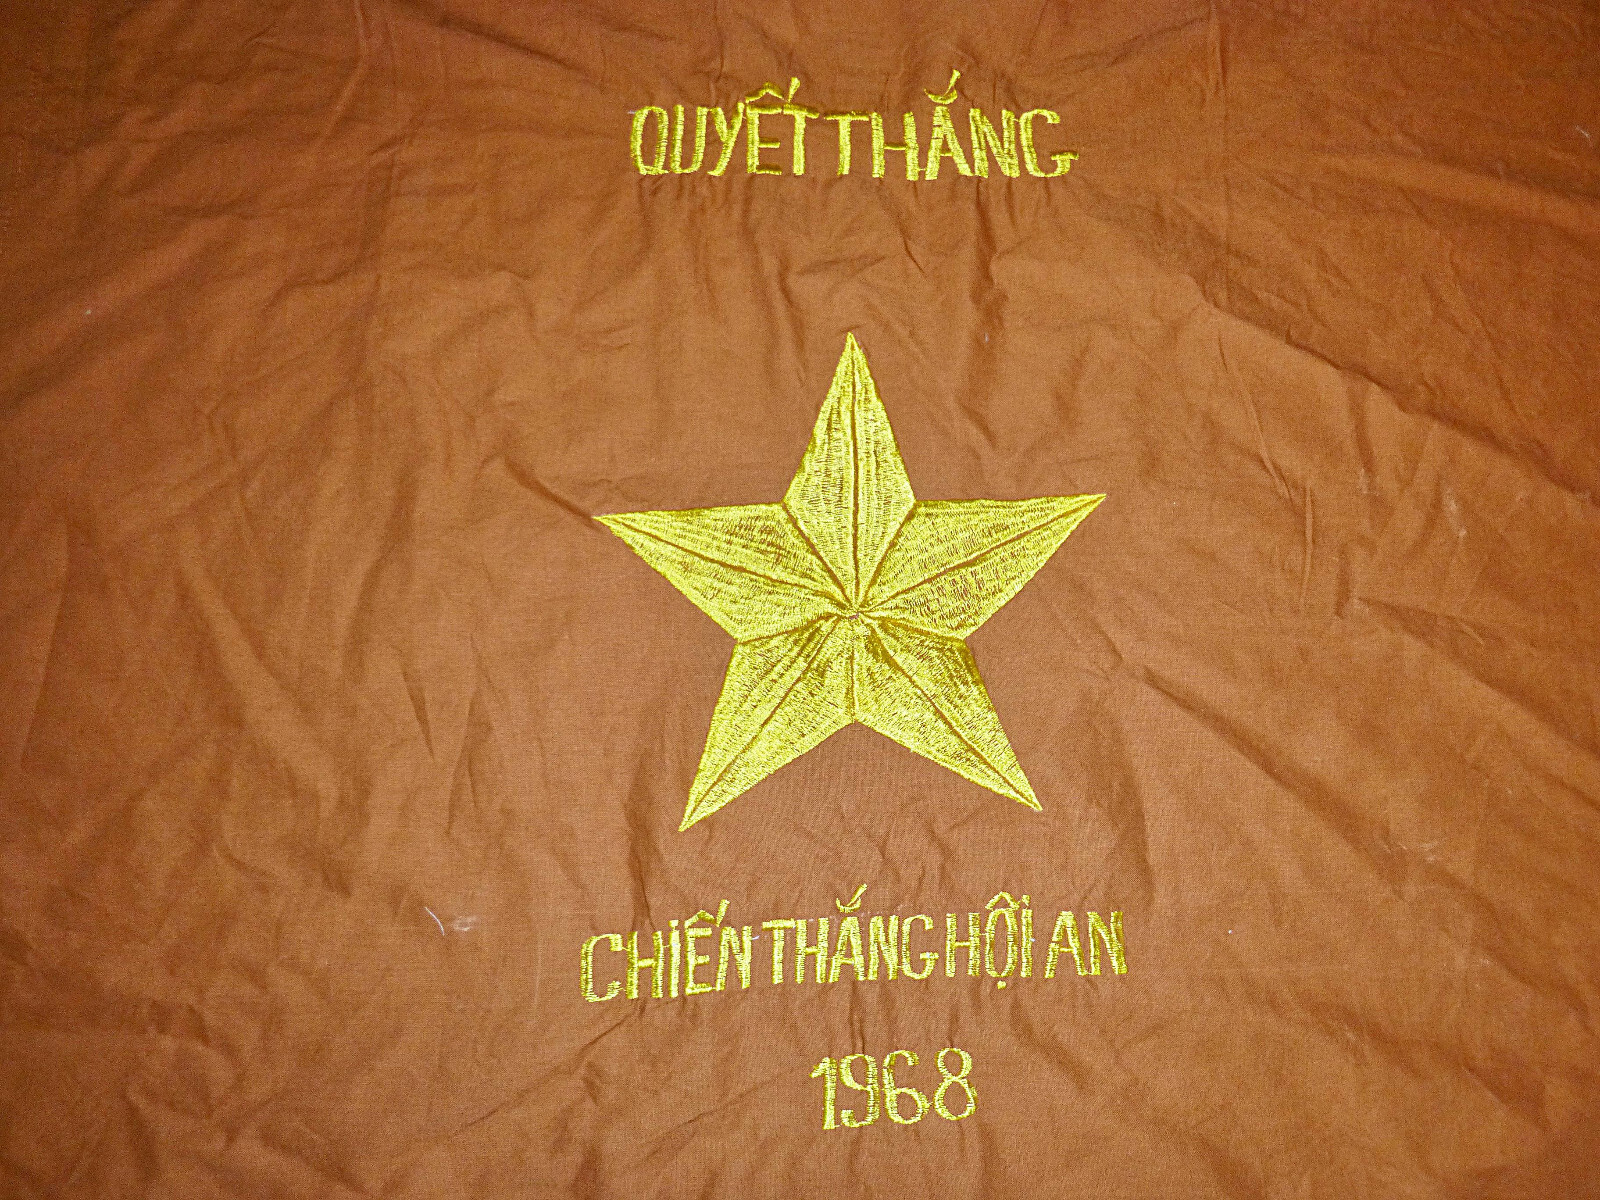 QUYẾT THẮNG
CHIẾN THẮNG HỘI AN
1968